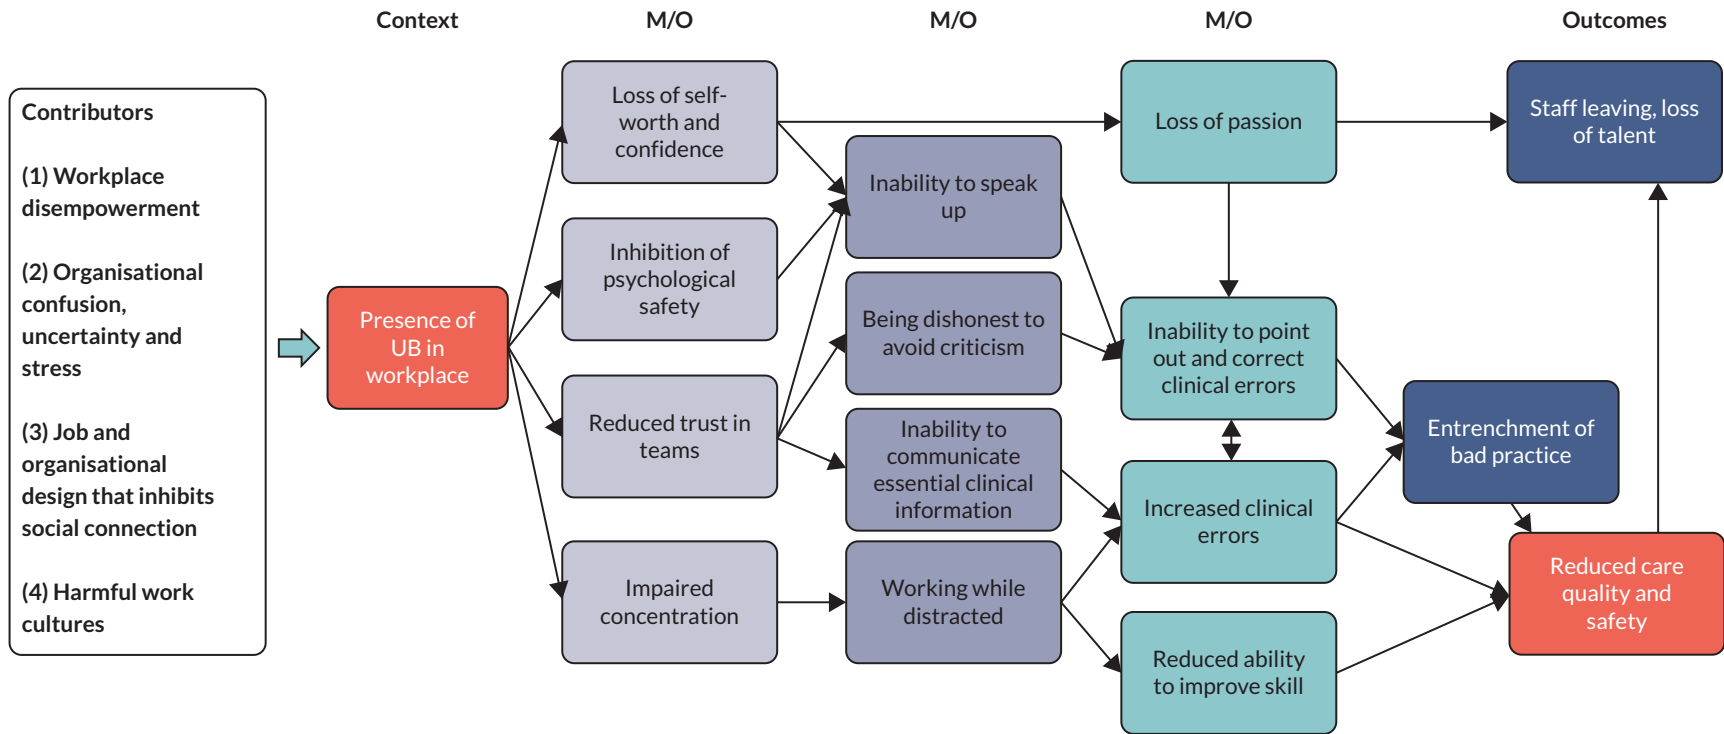 Context
M/O
M/O
M/O
Outcomes
Contributors
(1) Workplace
disempowerment
(2) Organisational
confusion,
uncertainty and
stress
(3) Job and
organisational
design that inhibits
social connection
(4) Harmful work
cultures
Presence of
UB in
workplace
Loss of self-
worth and
confidence
Inhibition of
psychological
safety
Reduced trust in
teams
Impaired
concentration
Inability to speak
up
Being dishonest to
avoid criticism
Inability to
communicate
essential clinical
information
Working while
distracted
Loss of passion
Inability to point
out and correct
clinical errors
Increased clinical
errors
Reduced ability
to improve skill
Staff leaving, loss
of talent
Entrenchment of
bad practice
Reduced care
quality and
safety